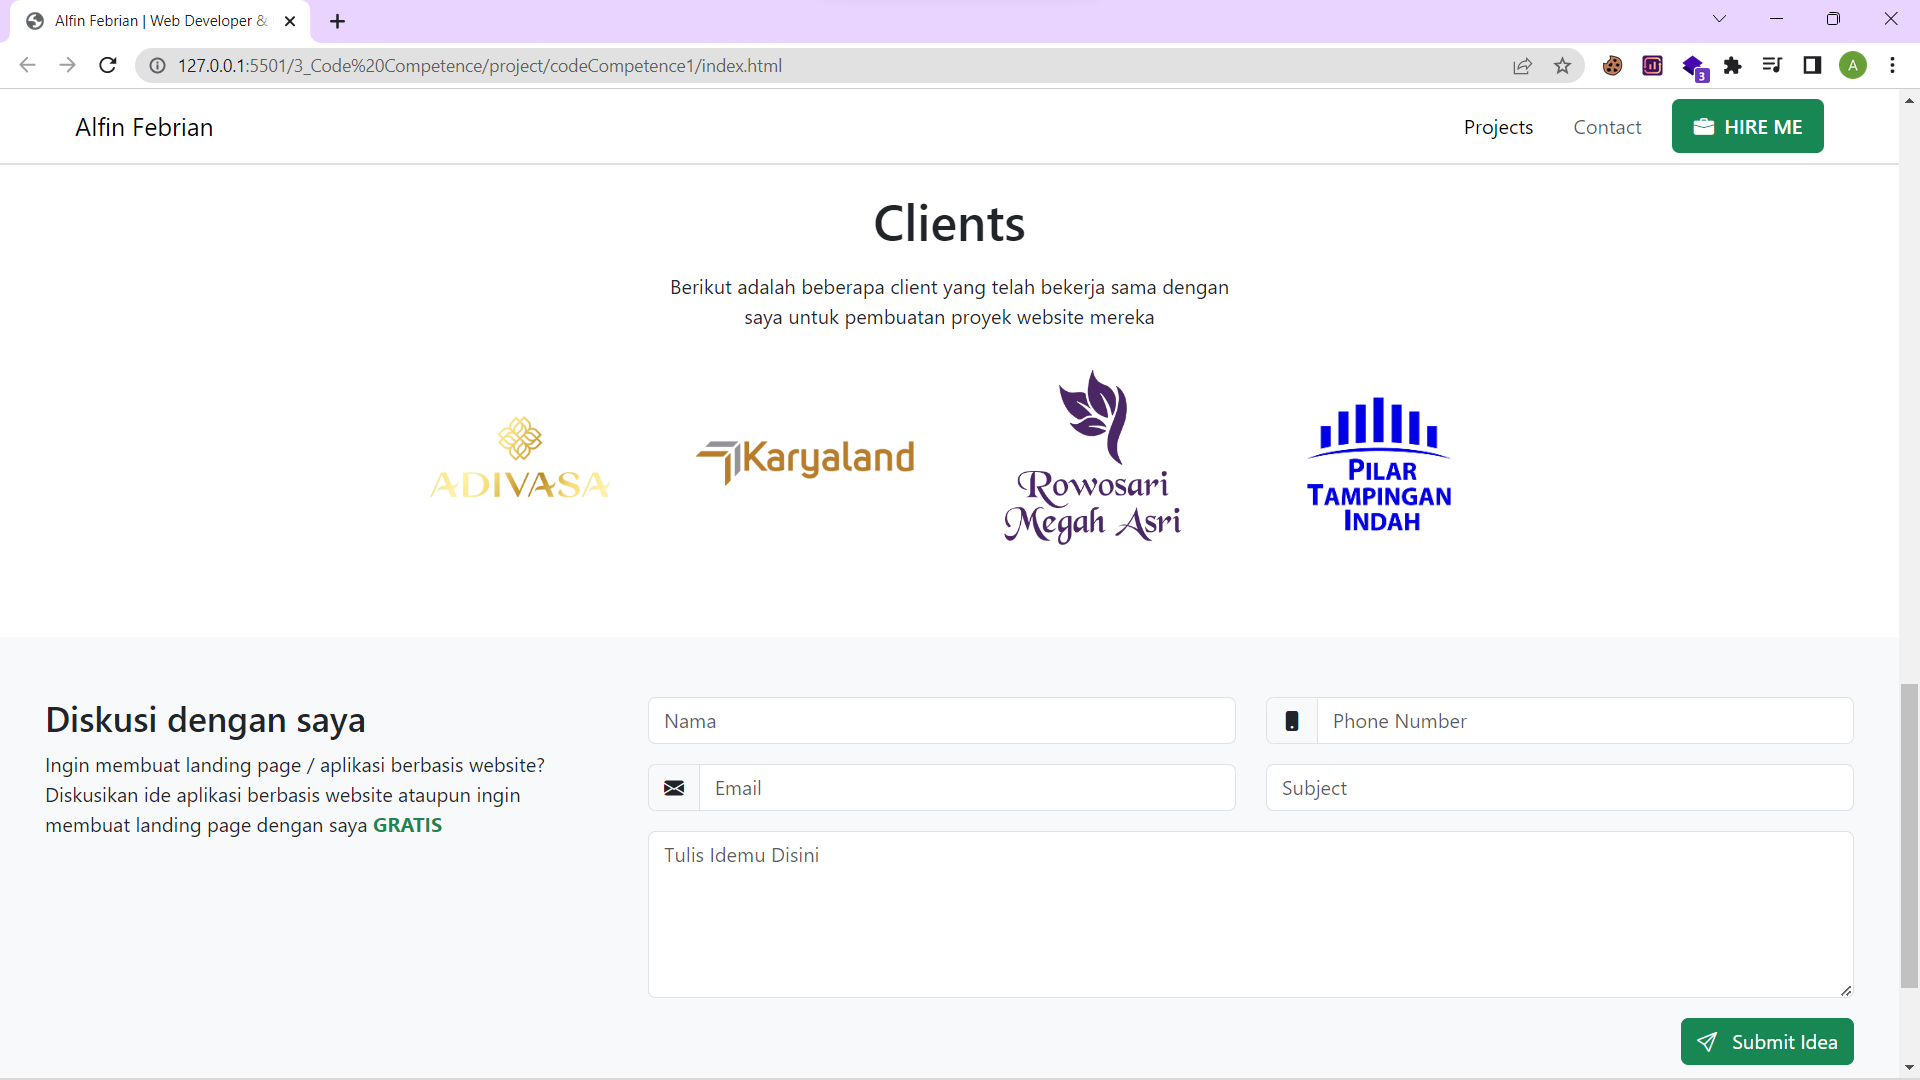 Alfin Febrian | Web Developer &
127.0.0.1:5501/3_Code%20Competence/project/codeCompetence1/index.html
3
A
Alfin Febrian
Projects
Contact
HIRE ME
Clients
Berikut adalah beberapa client yang telah bekerja sama dengan
saya untuk pembuatan proyek website mereka
ADIVASA
Karyaland
Rowosari
Megah Asri
PILAR
TAMPINGAN
INDAH
Diskusi dengan saya
Ingin membuat landing page / aplikasi berbasis website?
Diskusikan ide aplikasi berbasis website ataupun ingin
membuat landing page dengan saya GRATIS
Nama
Phone Number
Email
Subject
Tulis Idemu Disini
Submit Idea